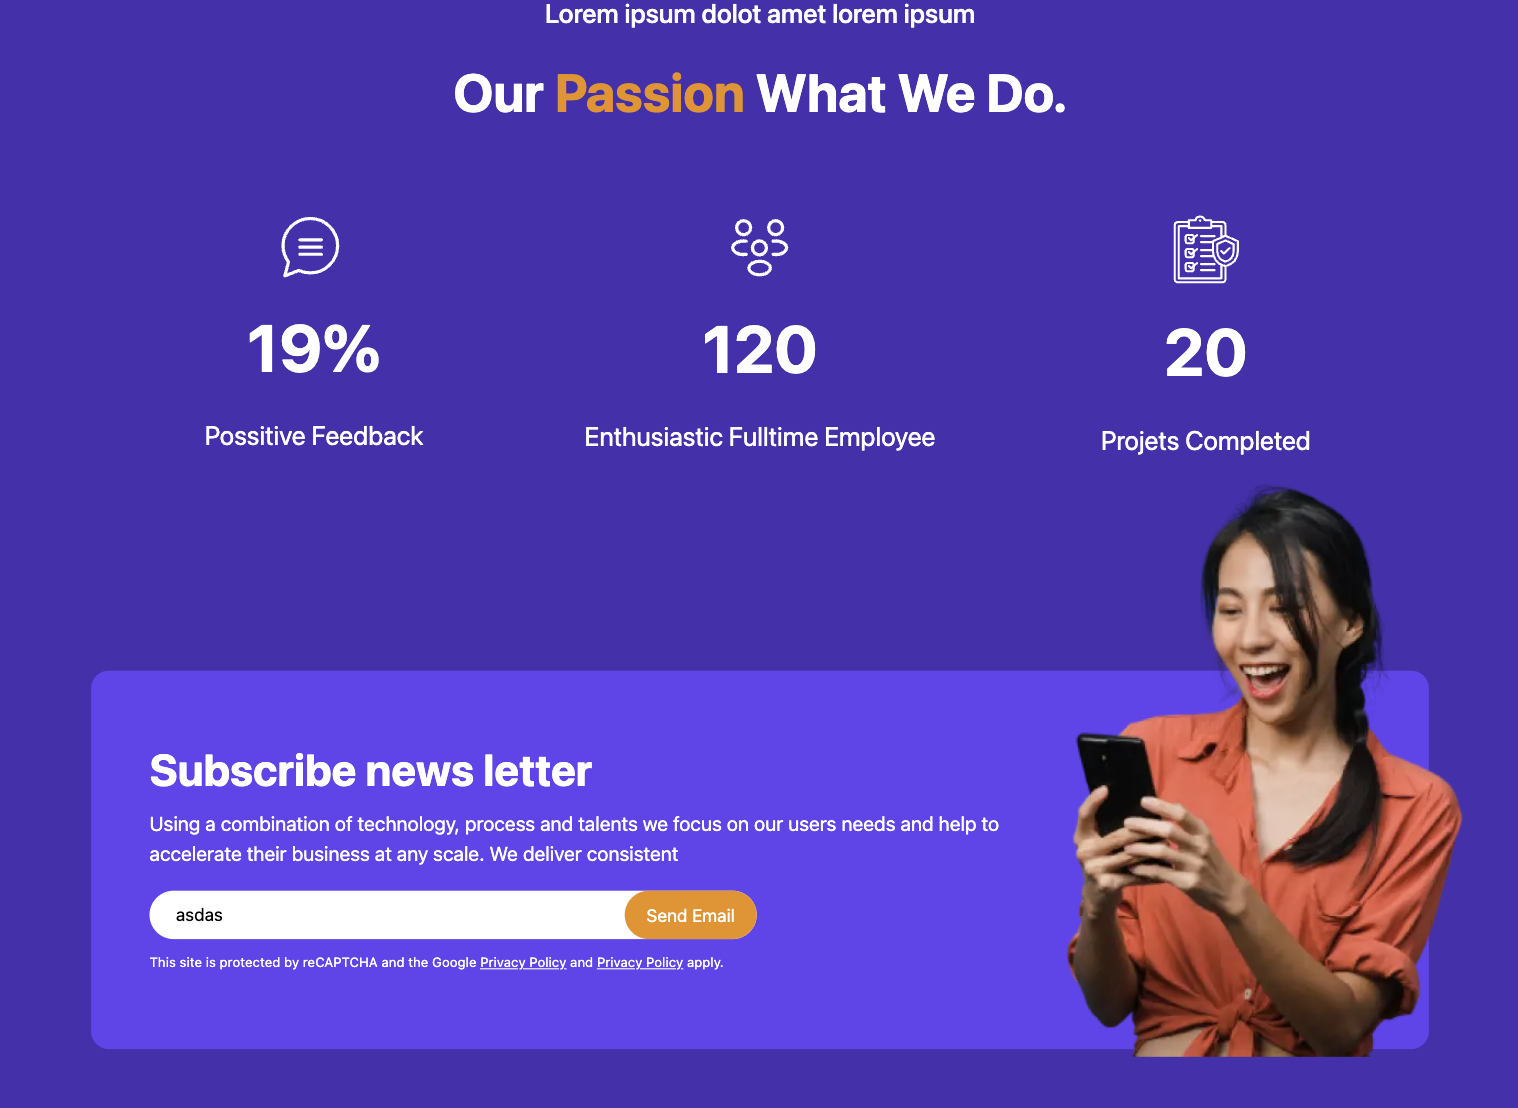 Lorem ipsum dolot amet lorem ipsum
Our Passion What We Do.
19%
Possitive Feedback
120
Enthusiastic Fulltime Employee
20
Projets Completed
Subscribe news letter
Using a combination of technology, process and talents we focus on our users needs and help to
accelerate their business at any scale. We deliver consistent
asdas
Send Email
This site is protected by reCAPTCHA and the Google Privacy Policy and Privacy Policy apply.